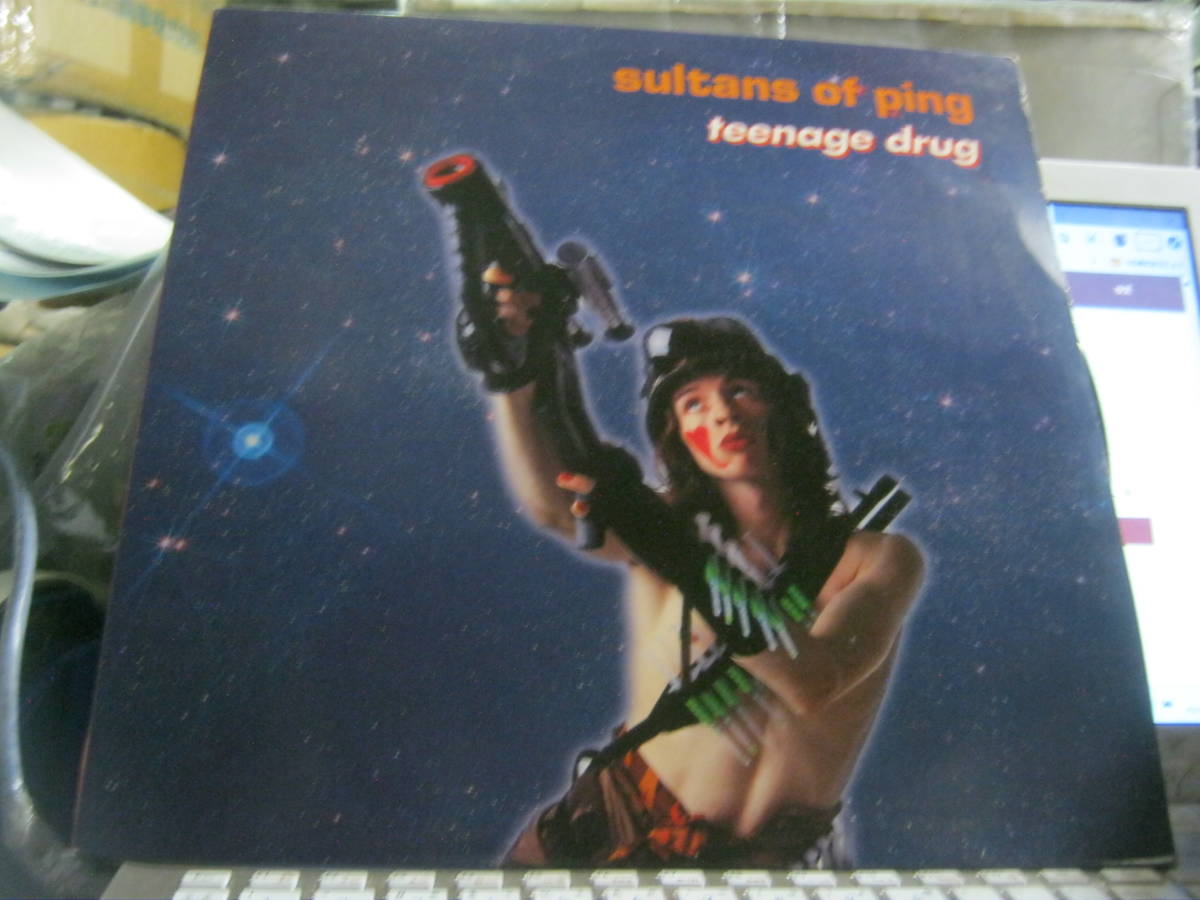 sultans of ping
teenage drug